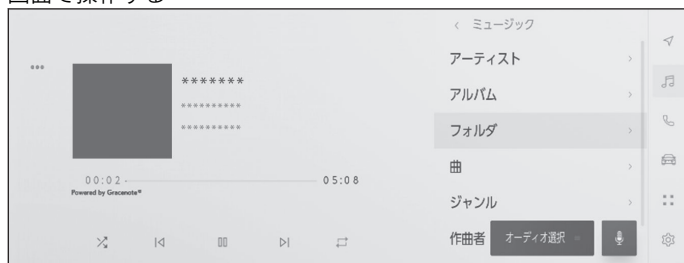 画面で操作する
< ミュージック
アーティスト
アルバム
フォルダ
曲
ジャンル
作曲者
オーディオ選択
*******
**********
**********
00:02
05:08
Powered by Gracenote®